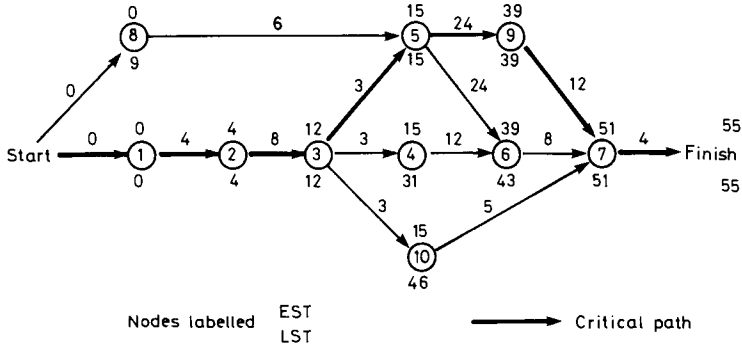 0 15 39
8 6 5 24 9
9 15 39
0 3 24 12
0 4 12 15 39 51 55
Start 0 1 4 2 8 3 3 4 12 6 8 7 4 Finish
0 4 12 31 43 51 55
3 15 5
10
46
Nodes labelled EST
LST
Critical path